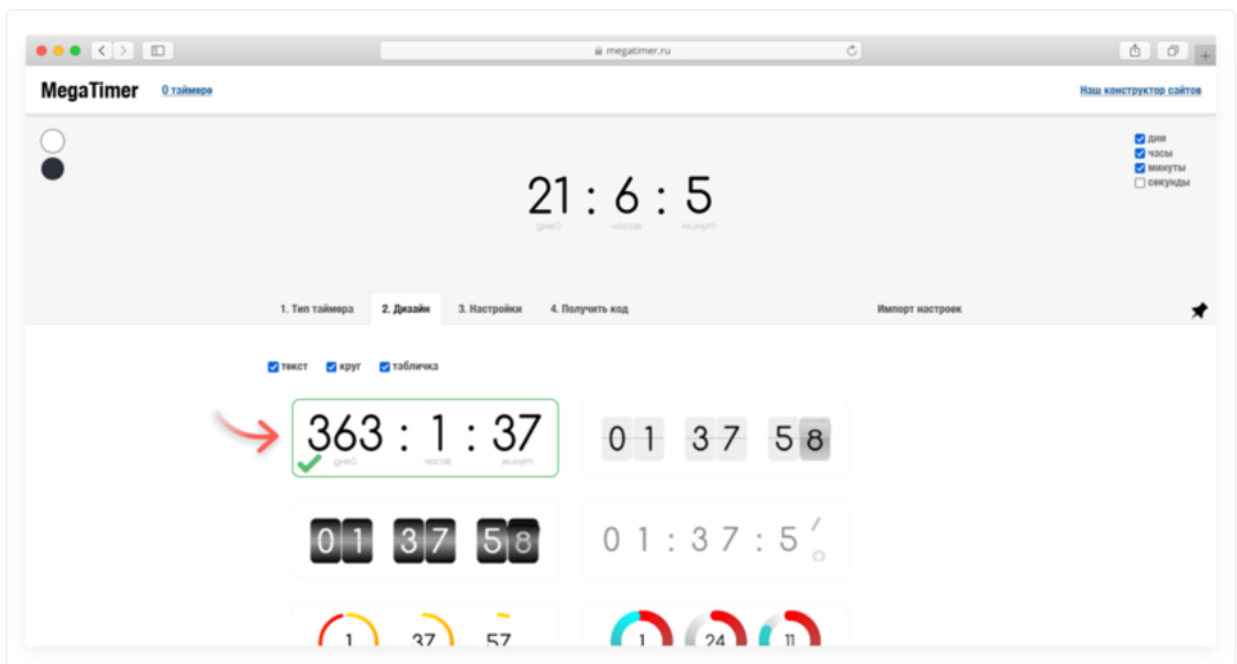 megatimer.ru
MegaTimer О таймере Наш конструктор сайтов
дни
часы
минуты
секунды
21 : 6 : 5
дней часов минут
1. Тип таймера 2. Дизайн 3. Настройки 4. Получить код Импорт настроек
текст круг табличка
363 : 1 : 37
дней часов минут
01 37 58
01 37 58
01:37:5
1 37 57
1 24 11